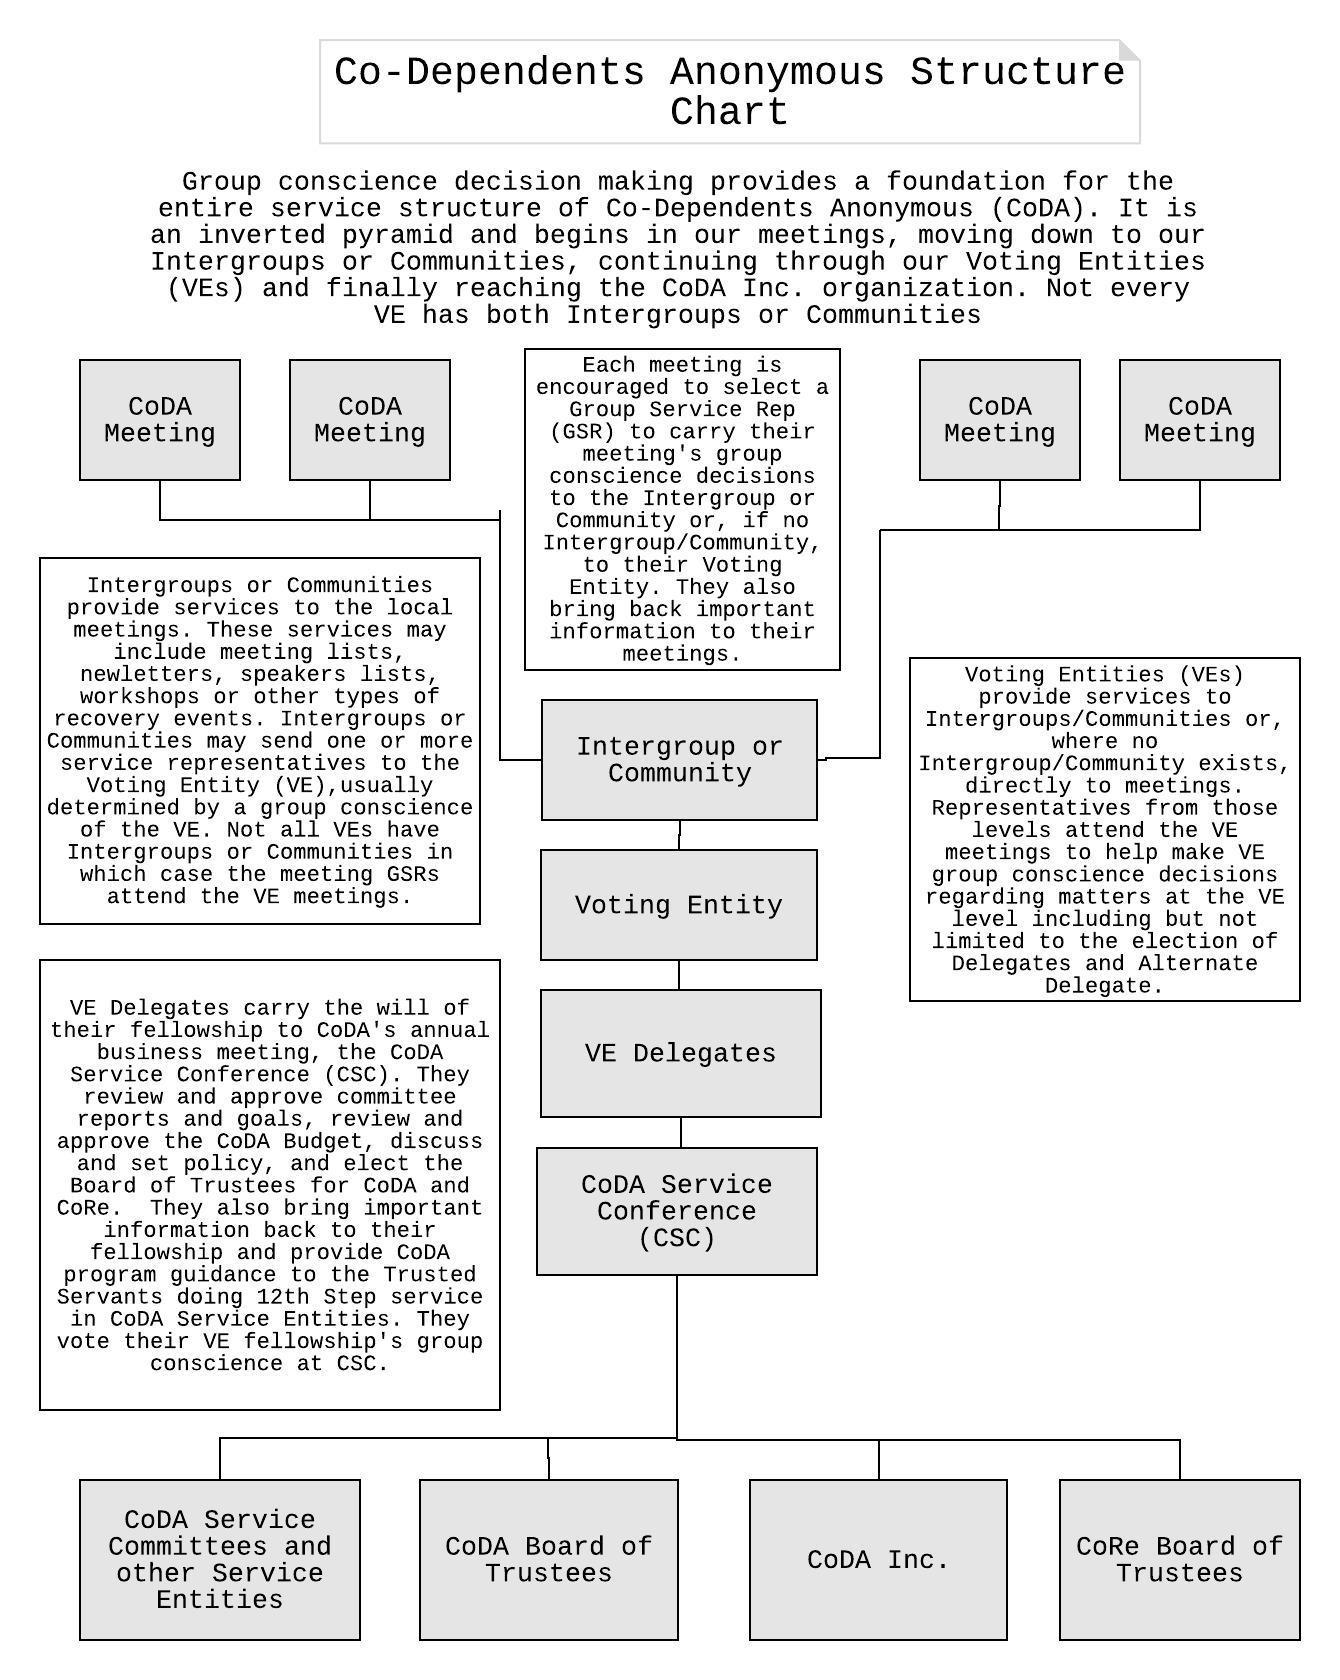 Co-Dependents Anonymous Structure
Chart
Group conscience decision making provides a foundation for the
entire service structure of Co-Dependents Anonymous (CoDA). It is
an inverted pyramid and begins in our meetings, moving down to our
Intergroups or Communities, continuing through our Voting Entities
(VEs) and finally reaching the CoDA Inc. organization. Not every
VE has both Intergroups or Communities
CoDA
Meeting
CoDA
Meeting
Each meeting is
encouraged to select a
Group Service Rep
(GSR) to carry their
meeting's group
conscience decisions
to the Intergroup or
Community or, if no
Intergroup/Community,
to their Voting
Entity. They also
bring back important
information to their
meetings.
CoDA
Meeting
CoDA
Meeting
Intergroups or Communities
provide services to the local
meetings. These services may
include meeting lists,
newletters, speakers lists,
workshops or other types of
recovery events. Intergroups or
Communities may send one or more
service representatives to the
Voting Entity (VE),usually
determined by a group conscience
of the VE. Not all VEs have
Intergroups or Communities in
which case the meeting GSRs
attend the VE meetings.
Intergroup or
Community
Voting Entities (VEs)
provide services to
Intergroups/Communities or,
where no
Intergroup/Community exists,
directly to meetings.
Representatives from those
levels attend the VE
meetings to help make VE
group conscience decisions
regarding matters at the VE
level including but not
limited to the election of
Delegates and Alternate
Delegate.
Voting Entity
VE Delegates carry the will of
their fellowship to CoDA's annual
business meeting, the CoDA
Service Conference (CSC). They
review and approve committee
reports and goals, review and
approve the CoDA Budget, discuss
and set policy, and elect the
Board of Trustees for CoDA and
CoRe.  They also bring important
information back to their
fellowship and provide CoDA
program guidance to the Trusted
Servants doing 12th Step service
in CoDA Service Entities. They
vote their VE fellowship's group
conscience at CSC.
VE Delegates
CoDA Service
Conference
(CSC)
CoDA Service
Committees and
other Service
Entities
CoDA Board of
Trustees
CoDA Inc.
CoRe Board of
Trustees